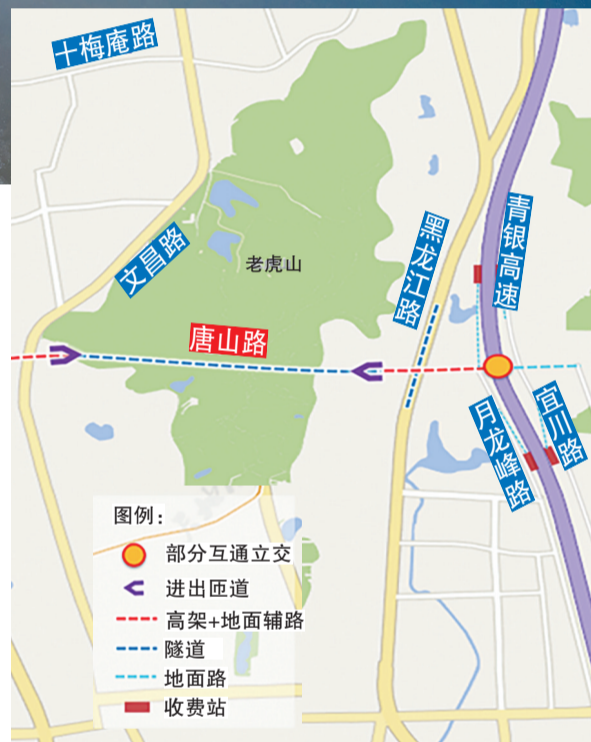 十梅庵路
文昌路
老虎山
黑龙江路
青银高速
唐山路
月龙峰路
宜川路
图例：
部分互通立交
进出匝道
高架+地面辅路
隧道
地面路
收费站